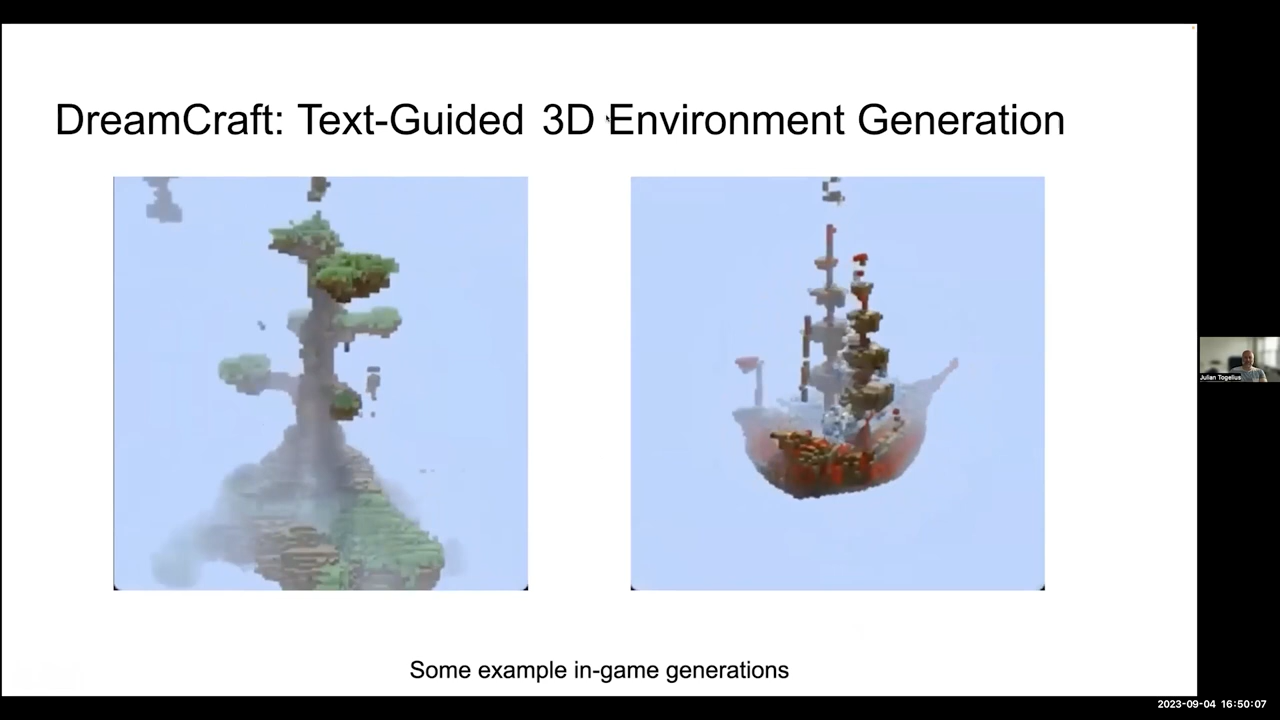 DreamCraft: Text-Guided 3D Environment Generation
Some example in-game generations
Julian Togelius
2023-09-04 16:50:07